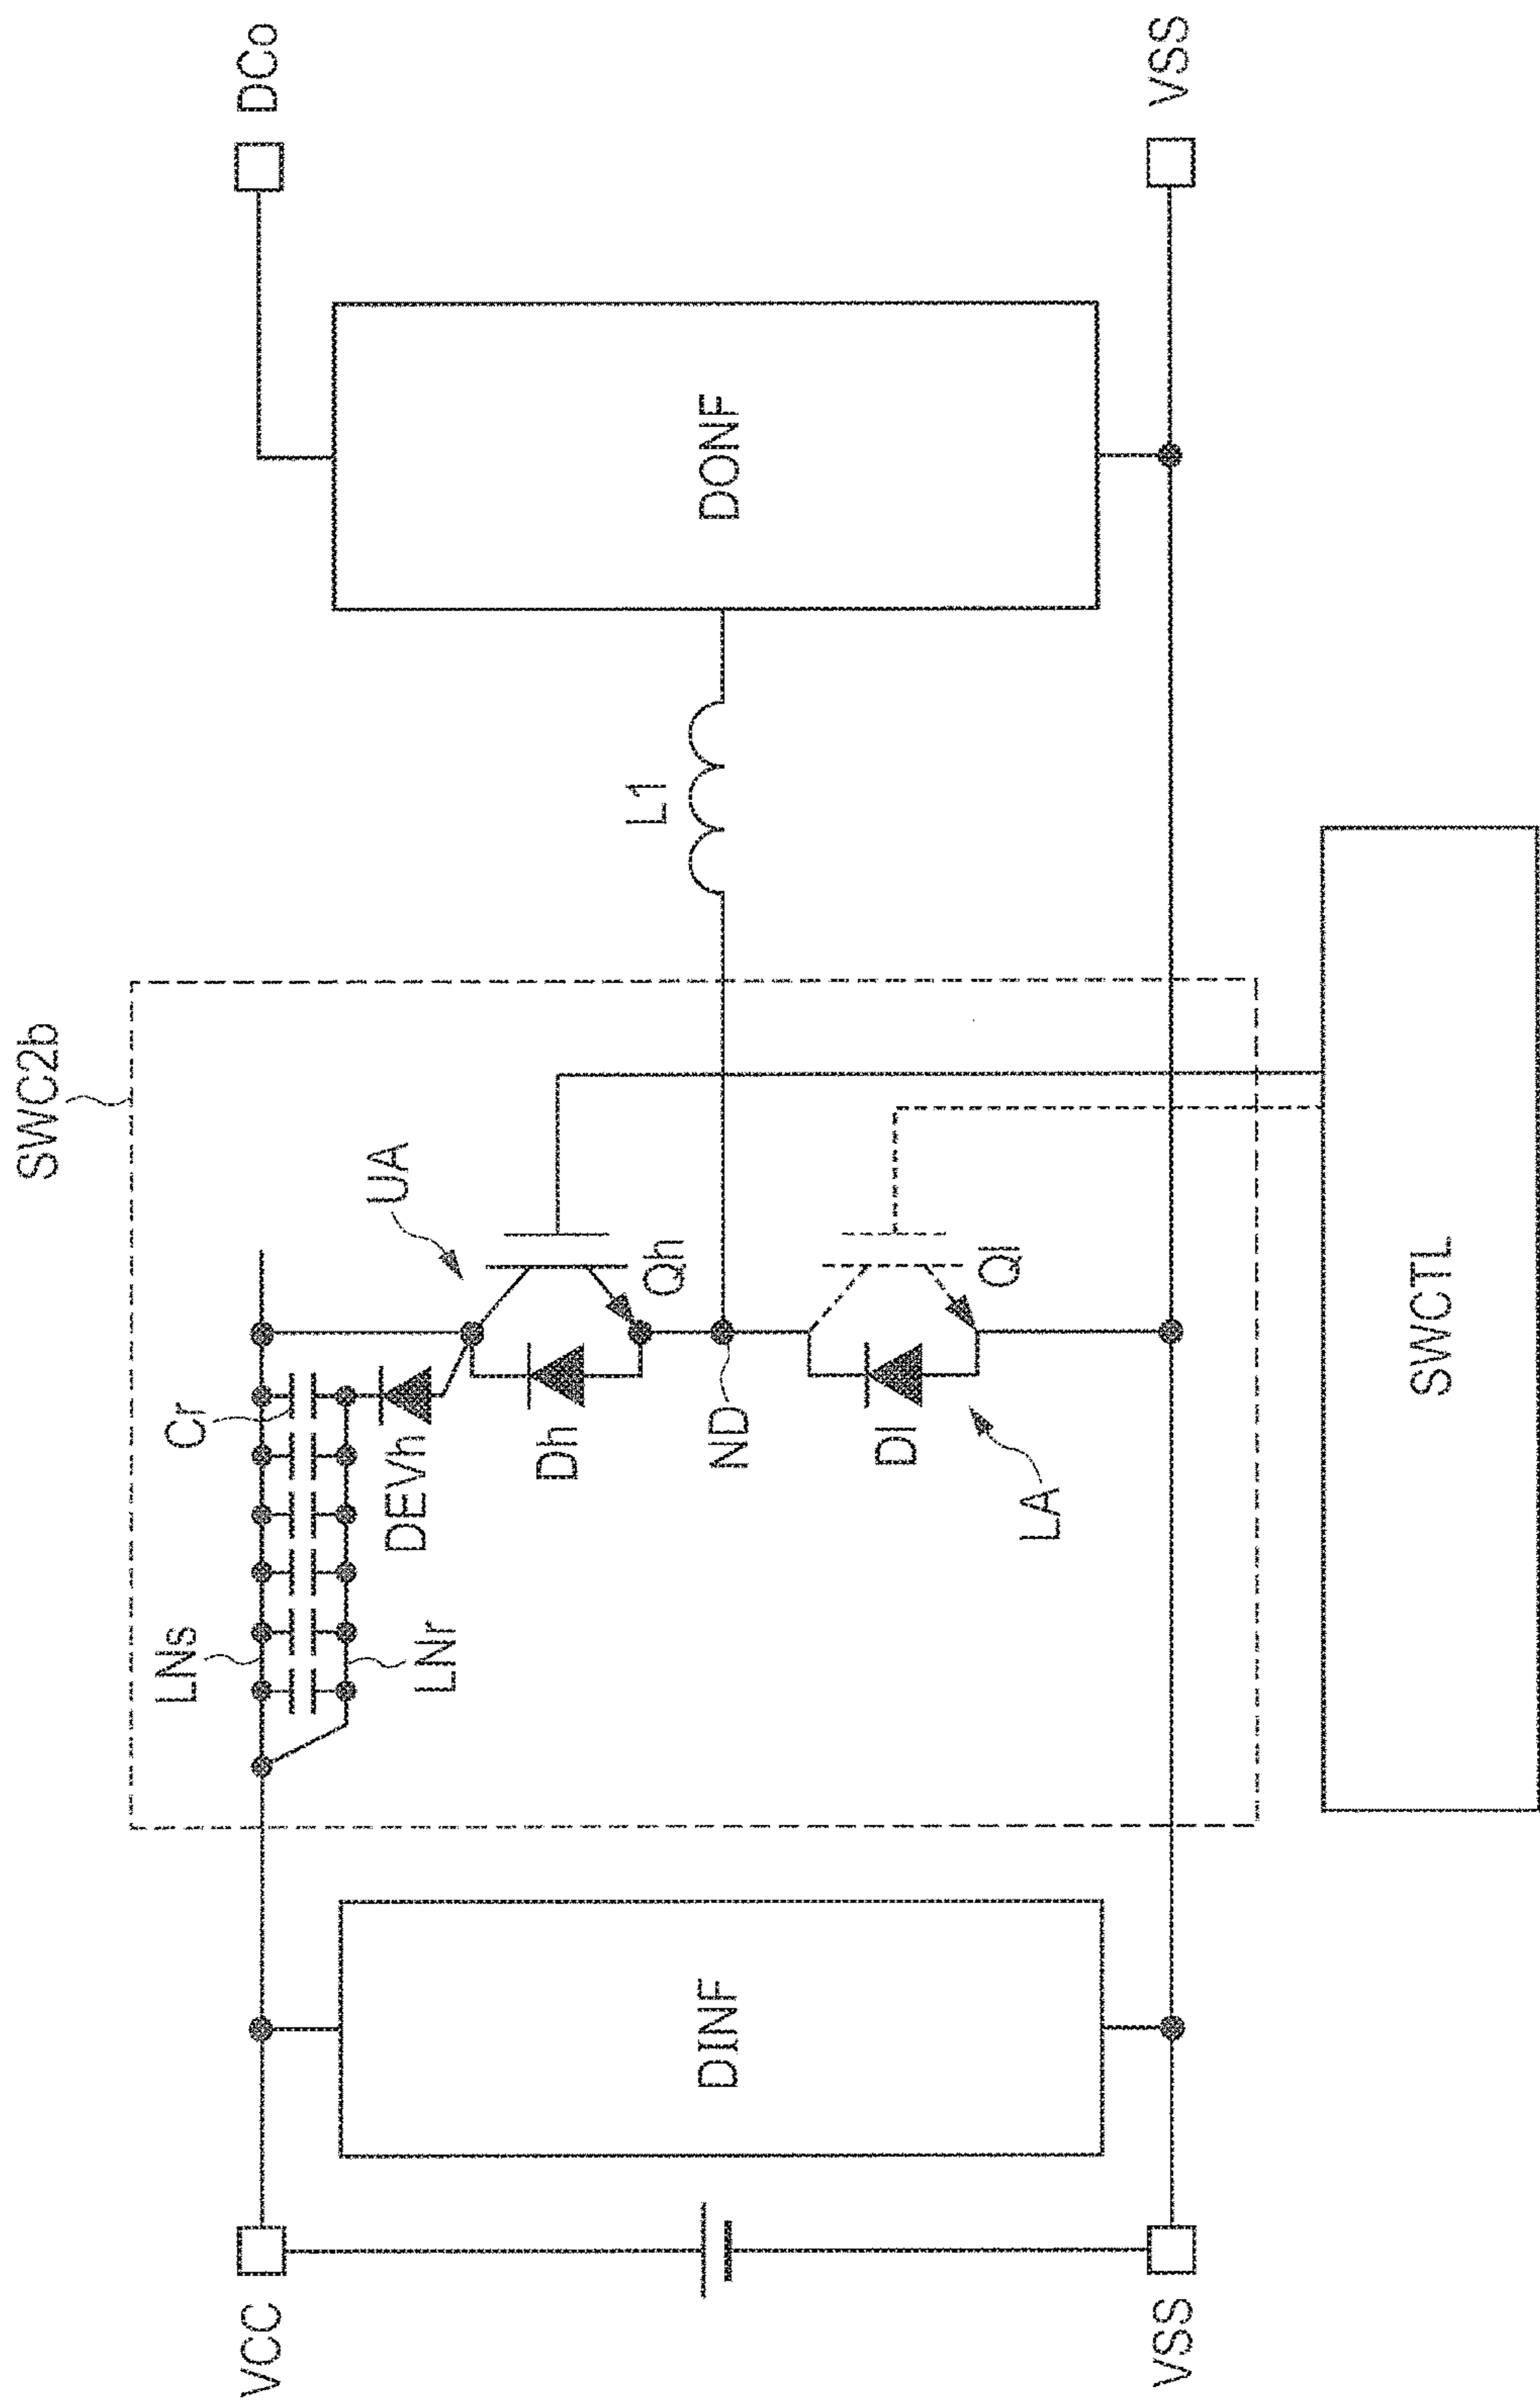 SWC2b
VCC
VSS
DINF
LNs
LNr
Cr
DEVh
UA
Dh
Qh
ND
Dl
Ql
LA
SWCTL
L1
DONF
DCo
VSS